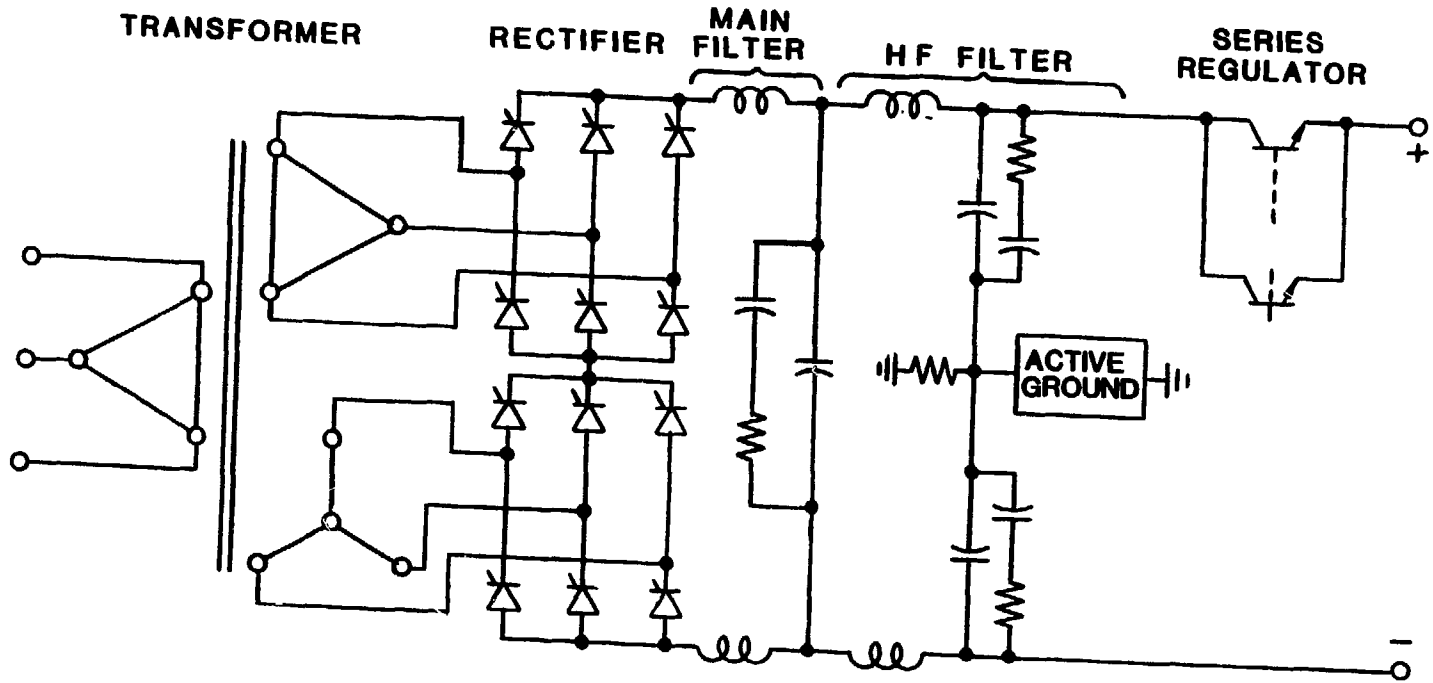 TRANSFORMER
RECTIFIER
MAIN
FILTER
HF FILTER
SERIES
REGULATOR
+
ACTIVE
GROUND
−